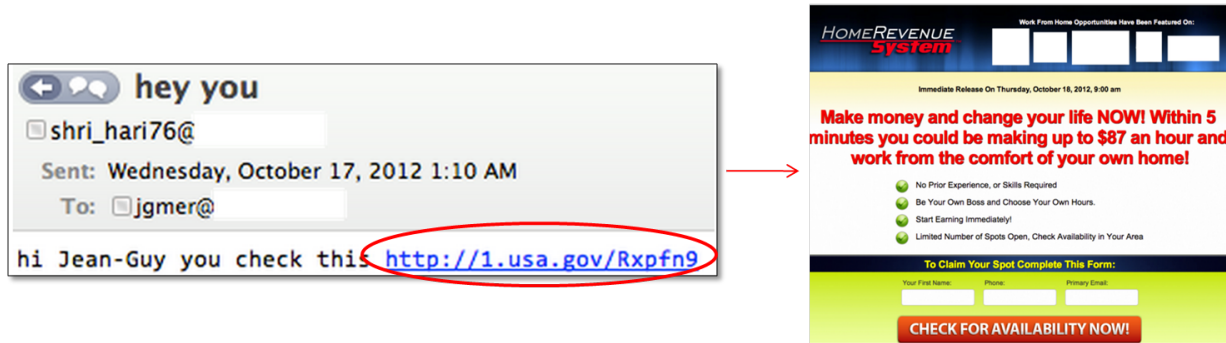 hey you
shri_hari76@
Sent: Wednesday, October 17, 2012 1:10 AM
To: jgmer@
hi Jean-Guy you check this http://1.usa.gov/Rxpfn9
HOMEREVENUE
System
Work From Home Opportunities Have Been Featured On:
Immediate Release On Thursday, October 18, 2012, 9:00 am
Make money and change your life NOW! Within 5
minutes you could be making up to $87 an hour and
work from the comfort of your own home!
No Prior Experience, or Skills Required
Be Your Own Boss and Choose Your Own Hours.
Start Earning Immediately!
Limited Number of Spots Open, Check Availability in Your Area
To Claim Your Spot Complete This Form:
Your First Name: Phone: Primary Email:
CHECK FOR AVAILABILITY NOW!